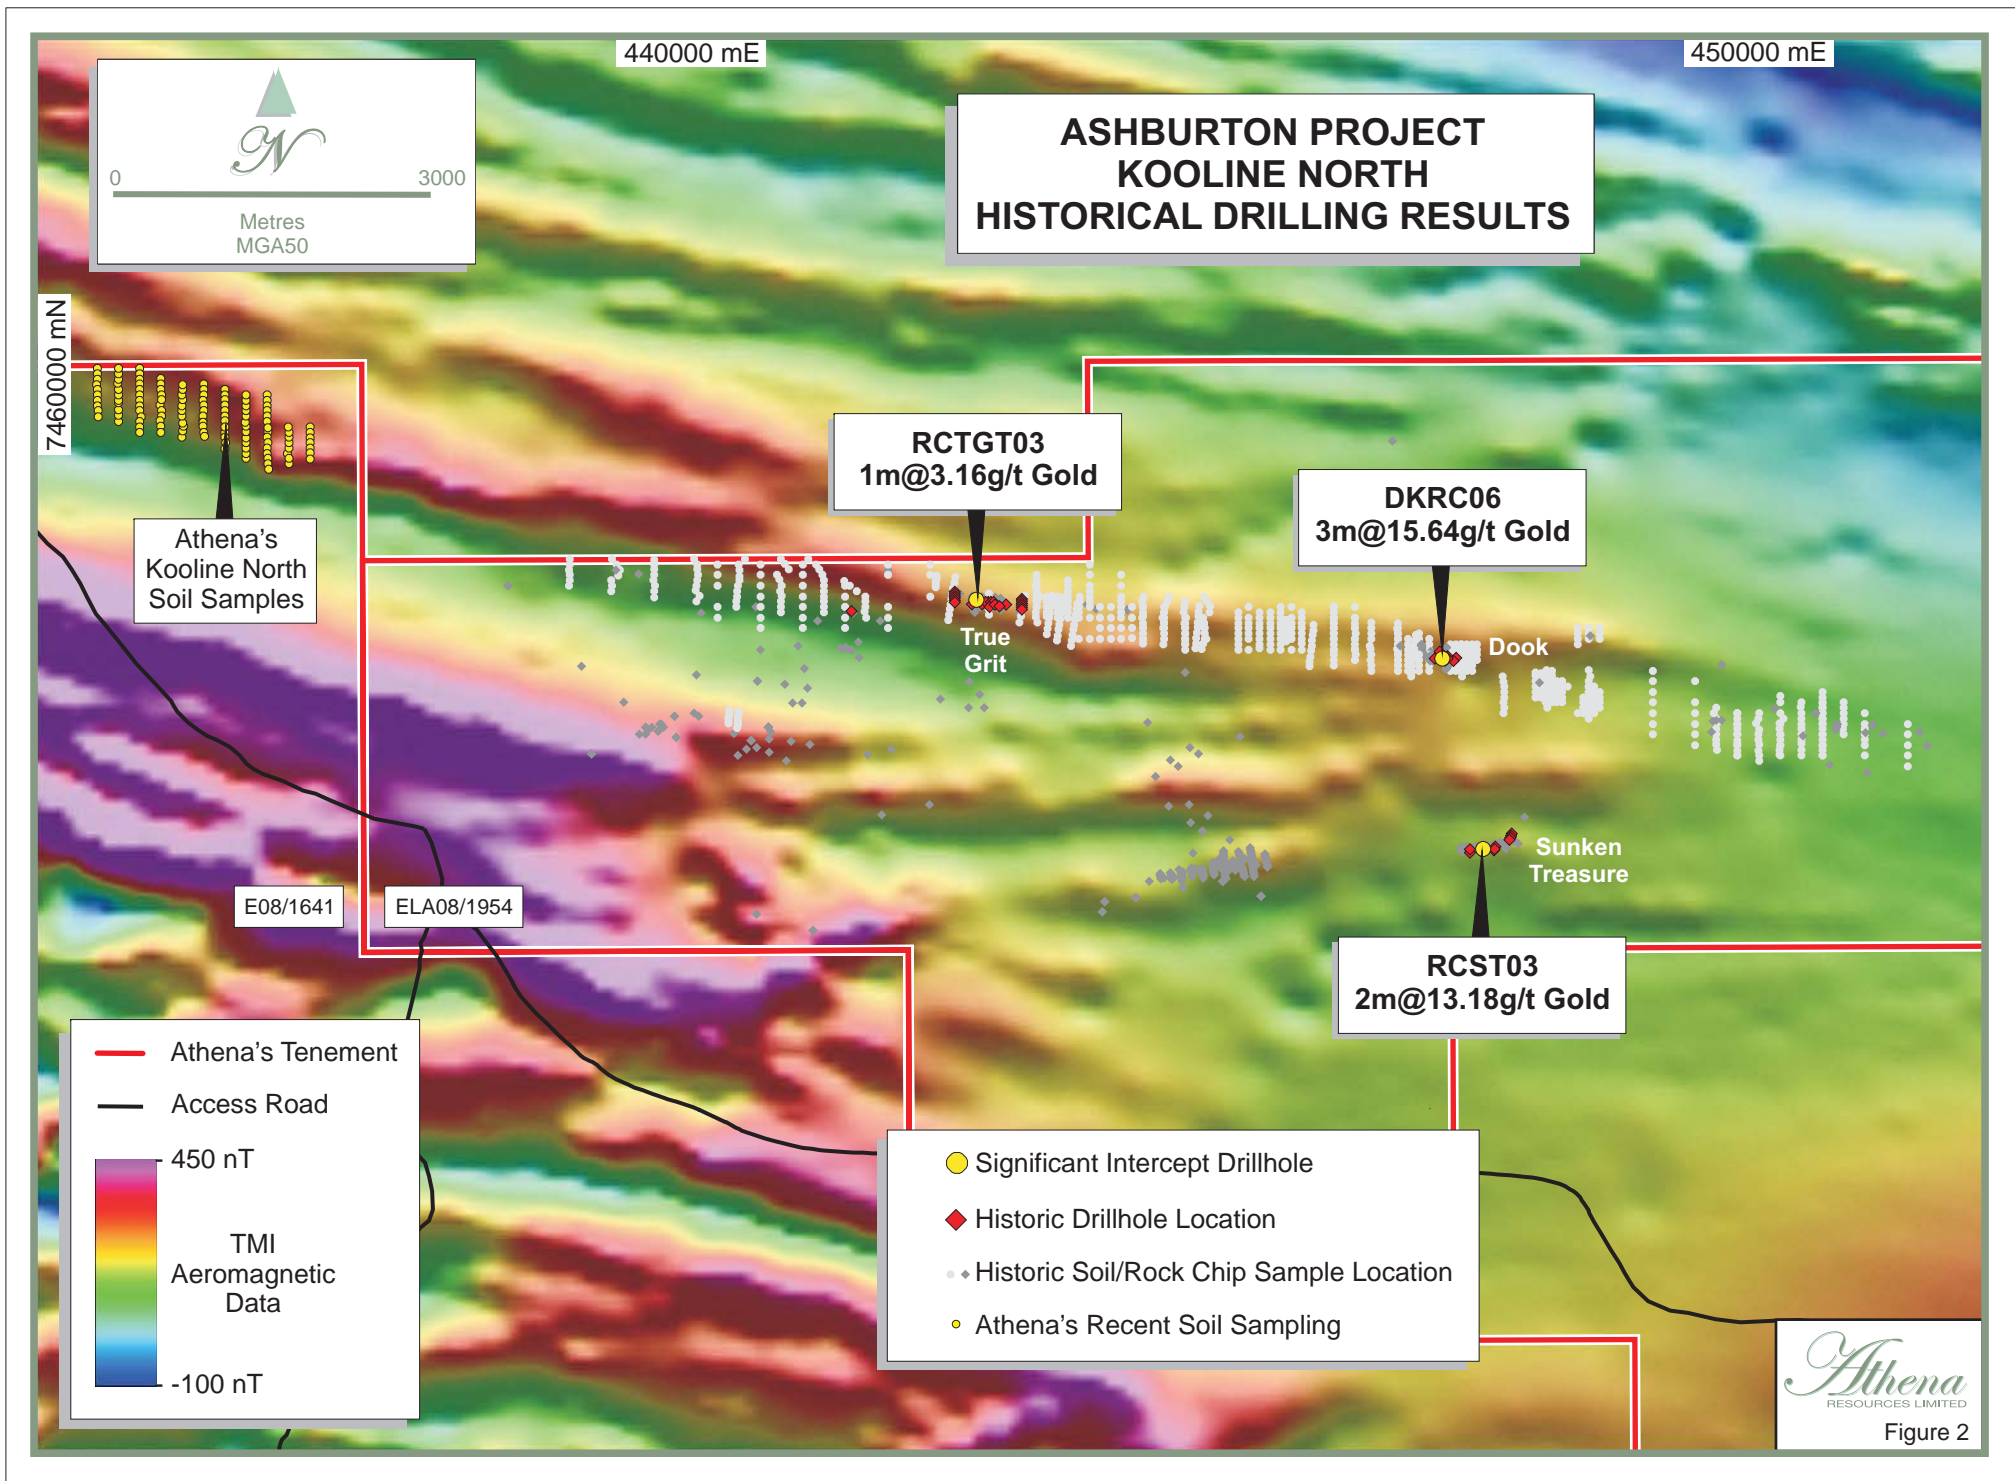 440000 mE
450000 mE
N
0
3000
Metres
MGA50
ASHBURTON PROJECT
KOOLINE NORTH
HISTORICAL DRILLING RESULTS
7460000 mN
RCTGT03
1m@3.16g/t Gold
DKRC06
3m@15.64g/t Gold
Athena's
Kooline North
Soil Samples
True
Grit
Dook
Sunken
Treasure
E08/1641
ELA08/1954
RCST03
2m@13.18g/t Gold
Athena's Tenement
Access Road
450 nT
TMI
Aeromagnetic
Data
-100 nT
Significant Intercept Drillhole
Historic Drillhole Location
Historic Soil/Rock Chip Sample Location
Athena's Recent Soil Sampling
Athena
RESOURCES LIMITED
Figure 2